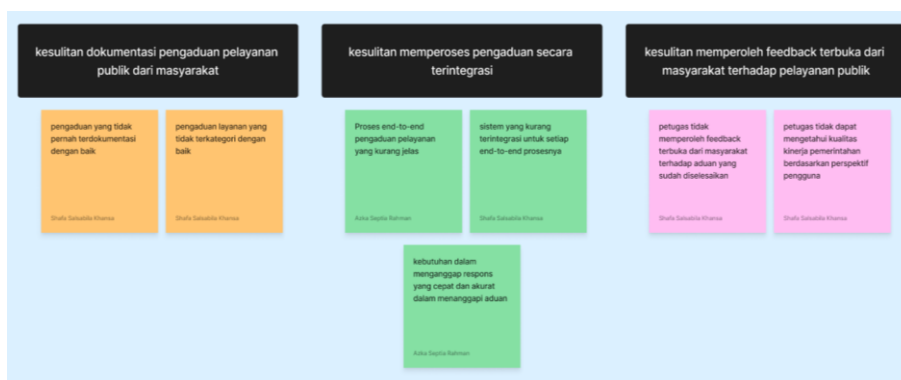 kesulitan dokumentasi pengaduan pelayanan
publik dari masyarakat
pengaduan yang tidak
pernah terdokumentasi
dengan baik
Shafa Salsabila Khansa
pengaduan layanan yang
tidak terkategori dengan
baik
Shafa Salsabila Khansa
kesulitan memperoses pengaduan secara
terintegrasi
Proses end-to-end
pengaduan pelayanan
yang kurang jelas
Azka Septia Rahman
sistem yang kurang
terintegrasi untuk setiap
end-to-end prosesnya
Shafa Salsabila Khansa
kebutuhan dalam
menganggap respons
yang cepat dan akurat
dalam menanggapi aduan
Azka Septia Rahman
kesulitan memperoleh feedback terbuka dari
masyarakat terhadap pelayanan publik
petugas tidak
memperoleh feedback
terbuka dari masyarakat
terhadap aduan yang
sudah diselesaikan
Shafa Salsabila Khansa
petugas tidak dapat
mengetahui kualitas
kinerja pemerintahan
berdasarkan perspektif
pengguna
Shafa Salsabila Khansa